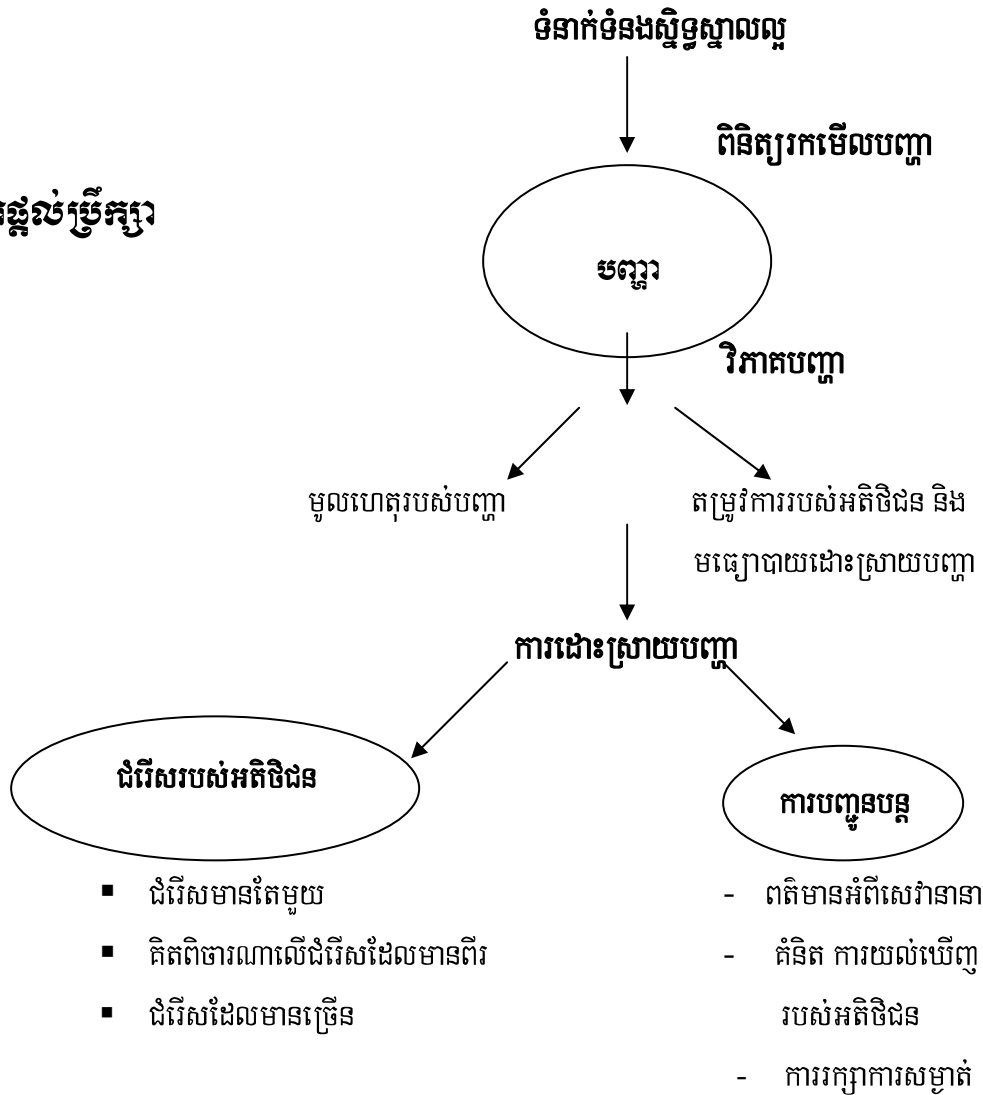 ទំនាក់ទំនងស្និទ្ធស្នាលល្អ
ពិនិត្យរកមើលបញ្ហា
ផ្តល់ប្រឹក្សា
បញ្ហា
វិភាគបញ្ហា
មូលហេតុរបស់បញ្ហា
តម្រូវការរបស់អតិថិជន និង
មធ្យោបាយដោះស្រាយបញ្ហា
ការដោះស្រាយបញ្ហា
ជំរើសរបស់អតិថិជន
ការបញ្ជូនបន្ត
▪ ជំរើសមានតែមួយ
- ពត៌មានអំពីសេវានានា
▪ គិតពិចារណាលើជំរើសដែលមានពីរ
- គំនិត ការយល់ឃើញ
▪ ជំរើសដែលមានច្រើន
របស់អតិថិជន
- ការរក្សាការសម្ងាត់